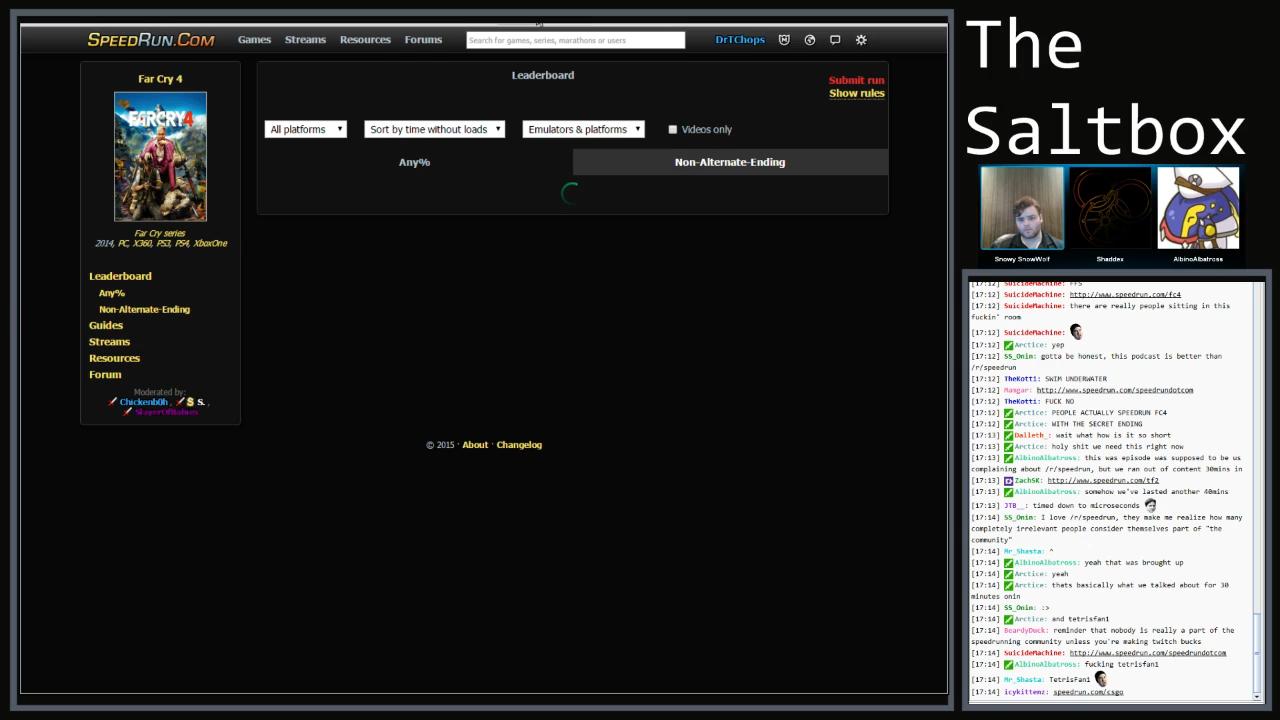 SPEEDRUN.COM
Games
Streams
Resources
Forums
Search for games, series, marathons or users
DrTChops
Far Cry 4
FARCRY4
Far Cry series
2014, PC, X360, PS3, PS4, XboxOne
Leaderboard
Any%
Non-Alternate-Ending
Guides
Streams
Resources
Forum
Moderated by:
Chickenb0h ,
S. ,
Leaderboard
Submit run
Show rules
All platforms
Sort by time without loads
Emulators & platforms
Videos only
Any%
Non-Alternate-Ending
© 2015 · About · Changelog
The
Saltbox
Snowy SnowWolf
Shaddex
AlbinoAlbatross
[17:12] SuicideMachine: FFS
[17:12] SuicideMachine: http://www.speedrun.com/fc4
[17:12] SuicideMachine: there are really people sitting in this
fuckin' room
[17:12] SuicideMachine:
[17:12] Arctice: yep
[17:12] SS_Onim: gotta be honest, this podcast is better than
/r/speedrun
[17:12] TheKotti: SWIM UNDERWATER
[17:12] Mamgar: http://www.speedrun.com/speedrundotcom
[17:12] TheKotti: FUCK NO
[17:12] Arctice: PEOPLE ACTUALLY SPEEDRUN FC4
[17:12] Arctice: WITH THE SECRET ENDING
[17:13] Dalleth_: wait what how is it so short
[17:13] Arctice: holy shit we need this right now
[17:13] AlbinoAlbatross: this was episode was supposed to be us
complaining about /r/speedrun, but we ran out of content 30mins in
[17:13] ZachSK: http://www.speedrun.com/tf2
[17:13] AlbinoAlbatross: somehow we've lasted another 40mins
[17:13] JTB__: timed down to microseconds
[17:14] SS_Onim: I love /r/speedrun, they make me realize how many
completely irrelevant people consider themselves part of "the
community"
[17:14] Mr_Shasta: ^
[17:14] AlbinoAlbatross: yeah that was brought up
[17:14] Arctice: yeah
[17:14] Arctice: thats basically what we talked about for 30
minutes onin
[17:14] SS_Onim: :>
[17:14] Arctice: and tetrisfan1
[17:14] BeardyDuck: reminder that nobody is really a part of the
speedrunning community unless you're making twitch bucks
[17:14] SuicideMachine: http://www.speedrun.com/speedrundotcom
[17:14] AlbinoAlbatross: fucking tetrisfan1
[17:14] Mr_Shasta: TetrisFan1
[17:14] icykittenz: speedrun.com/csgo